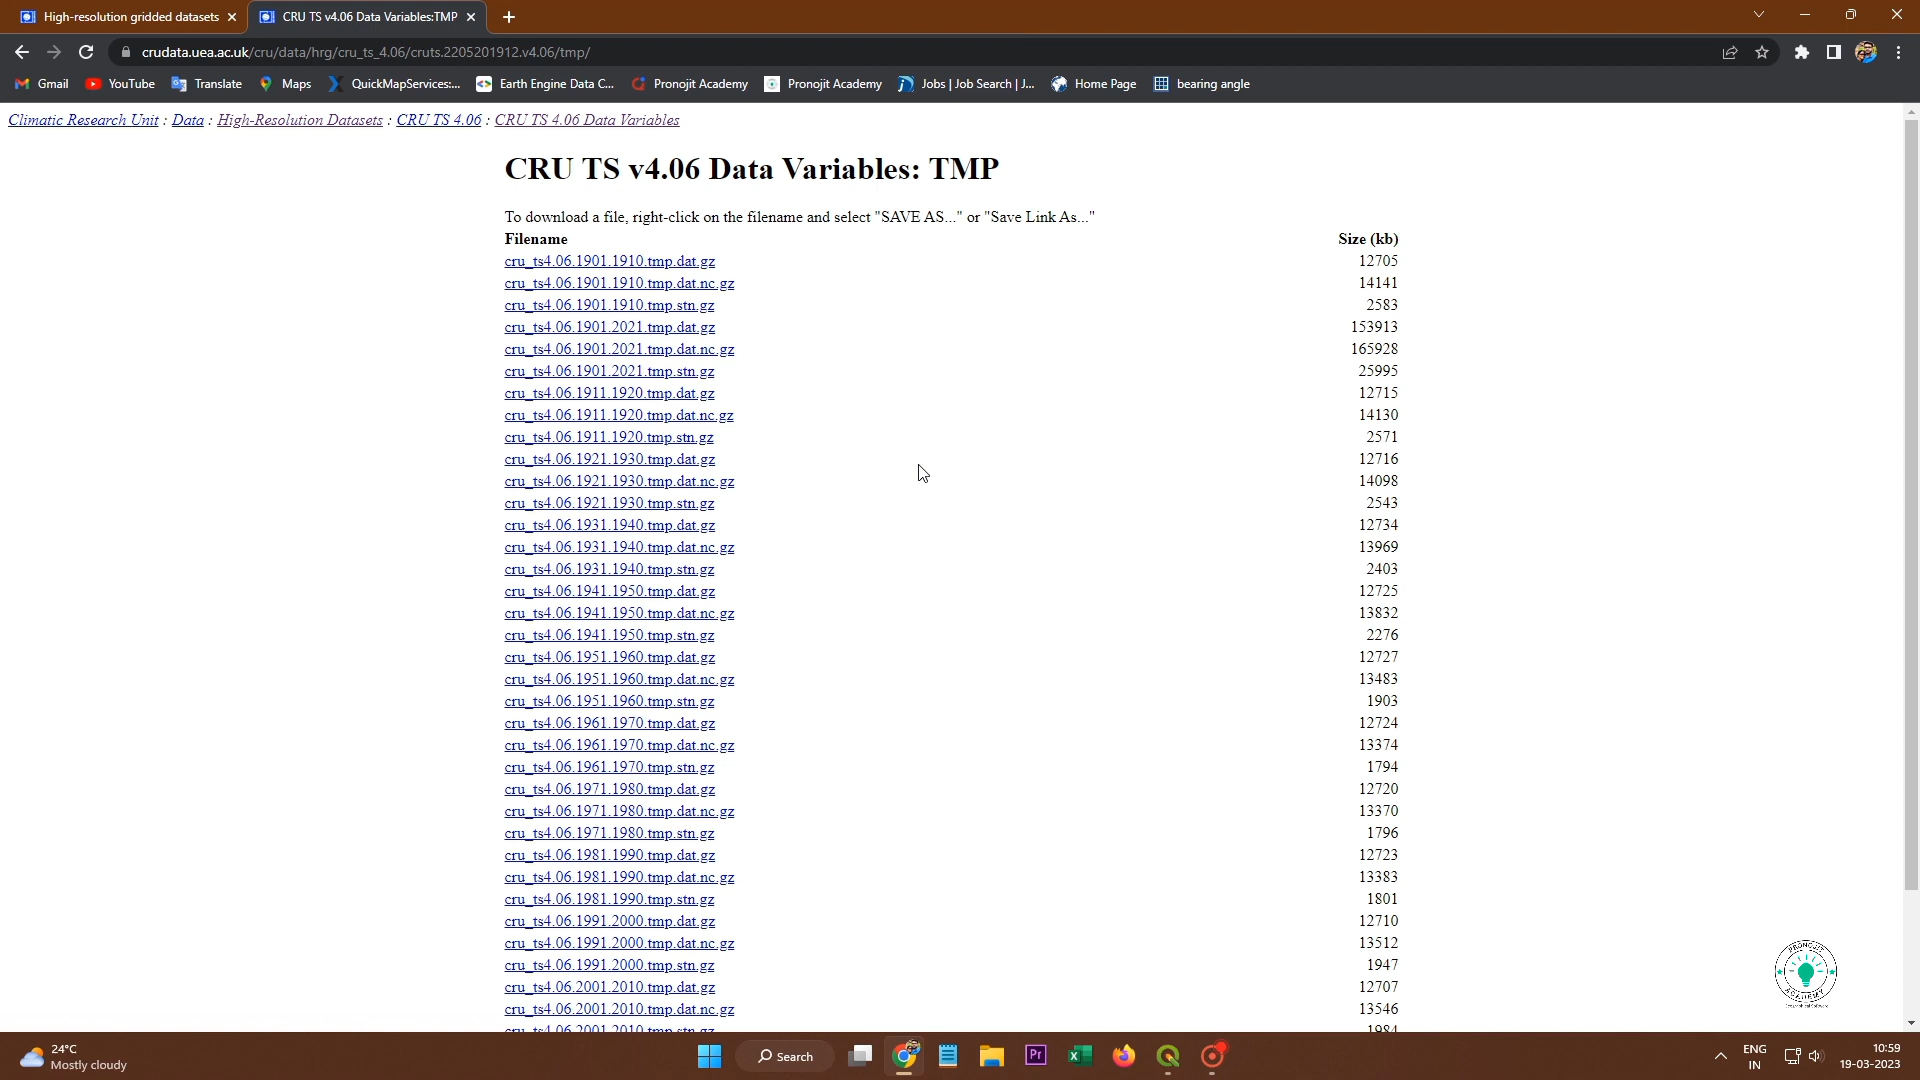 High-resolution gridded datasets
CRU TS v4.06 Data Variables:TMP
crudata.uea.ac.uk/cru/data/hrg/cru_ts_4.06/cruts.2205201912.v4.06/tmp/
Gmail YouTube Translate Maps QuickMapServices:... Earth Engine Data C... Pronojit Academy Pronojit Academy Jobs | Job Search | J... Home Page bearing angle
Climatic Research Unit : Data : High-Resolution Datasets : CRU TS 4.06 : CRU TS 4.06 Data Variables
CRU TS v4.06 Data Variables: TMP
To download a file, right-click on the filename and select "SAVE AS..." or "Save Link As..."
Filename Size (kb)
cru_ts4.06.1901.1910.tmp.dat.gz 12705
cru_ts4.06.1901.1910.tmp.dat.nc.gz 14141
cru_ts4.06.1901.1910.tmp.stn.gz 2583
cru_ts4.06.1901.2021.tmp.dat.gz 153913
cru_ts4.06.1901.2021.tmp.dat.nc.gz 165928
cru_ts4.06.1901.2021.tmp.stn.gz 25995
cru_ts4.06.1911.1920.tmp.dat.gz 12715
cru_ts4.06.1911.1920.tmp.dat.nc.gz 14130
cru_ts4.06.1911.1920.tmp.stn.gz 2571
cru_ts4.06.1921.1930.tmp.dat.gz 12716
cru_ts4.06.1921.1930.tmp.dat.nc.gz 14098
cru_ts4.06.1921.1930.tmp.stn.gz 2543
cru_ts4.06.1931.1940.tmp.dat.gz 12734
cru_ts4.06.1931.1940.tmp.dat.nc.gz 13969
cru_ts4.06.1931.1940.tmp.stn.gz 2403
cru_ts4.06.1941.1950.tmp.dat.gz 12725
cru_ts4.06.1941.1950.tmp.dat.nc.gz 13832
cru_ts4.06.1941.1950.tmp.stn.gz 2276
cru_ts4.06.1951.1960.tmp.dat.gz 12727
cru_ts4.06.1951.1960.tmp.dat.nc.gz 13483
cru_ts4.06.1951.1960.tmp.stn.gz 1903
cru_ts4.06.1961.1970.tmp.dat.gz 12724
cru_ts4.06.1961.1970.tmp.dat.nc.gz 13374
cru_ts4.06.1961.1970.tmp.stn.gz 1794
cru_ts4.06.1971.1980.tmp.dat.gz 12720
cru_ts4.06.1971.1980.tmp.dat.nc.gz 13370
cru_ts4.06.1971.1980.tmp.stn.gz 1796
cru_ts4.06.1981.1990.tmp.dat.gz 12723
cru_ts4.06.1981.1990.tmp.dat.nc.gz 13383
cru_ts4.06.1981.1990.tmp.stn.gz 1801
cru_ts4.06.1991.2000.tmp.dat.gz 12710
cru_ts4.06.1991.2000.tmp.dat.nc.gz 13512
cru_ts4.06.1991.2000.tmp.stn.gz 1947
cru_ts4.06.2001.2010.tmp.dat.gz 12707
cru_ts4.06.2001.2010.tmp.dat.nc.gz 13546
cru_ts4.06.2001.2010.tmp.stn.gz 1984
PRONOJIT
ACADEMY
24°C
Mostly cloudy
Search
Pr
ENG
IN
10:59
19-03-2023